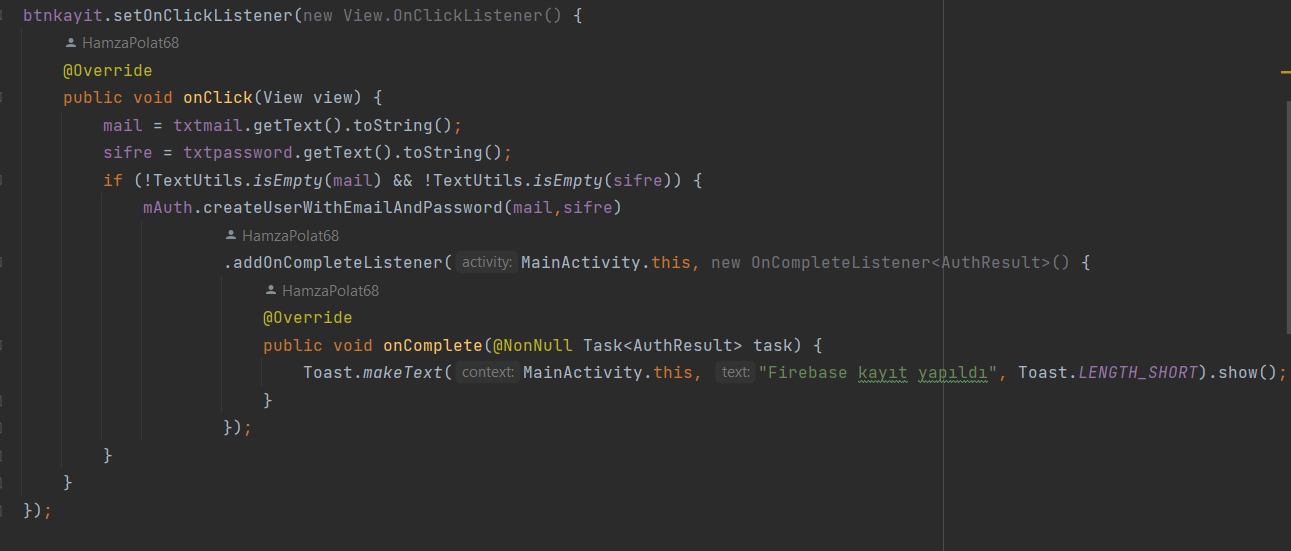 btnkayit.setOnClickListener(new View.OnClickListener() {
HamzaPolat68
@Override
public void onClick(View view) {
mail = txtmail.getText().toString();
sifre = txtpassword.getText().toString();
if (!TextUtils.isEmpty(mail) && !TextUtils.isEmpty(sifre)) {
mAuth.createUserWithEmailAndPassword(mail,sifre)
HamzaPolat68
.addOnCompleteListener( activity: MainActivity.this, new OnCompleteListener<AuthResult>() {
HamzaPolat68
@Override
public void onComplete(@NonNull Task<AuthResult> task) {
Toast.makeText( context: MainActivity.this, text: "Firebase kayıt yapıldı", Toast.LENGTH_SHORT).show();
}
});
}
}
});